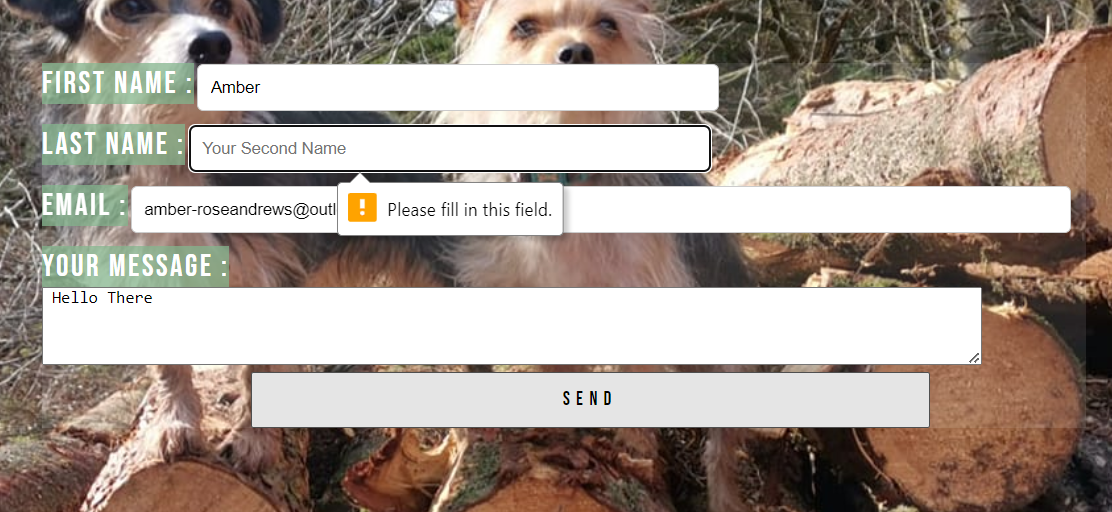 FIRST NAME :
Amber
LAST NAME :
Your Second Name
EMAIL :
amber-roseandrews@outl
Please fill in this field.
YOUR MESSAGE :
Hello There
SEND